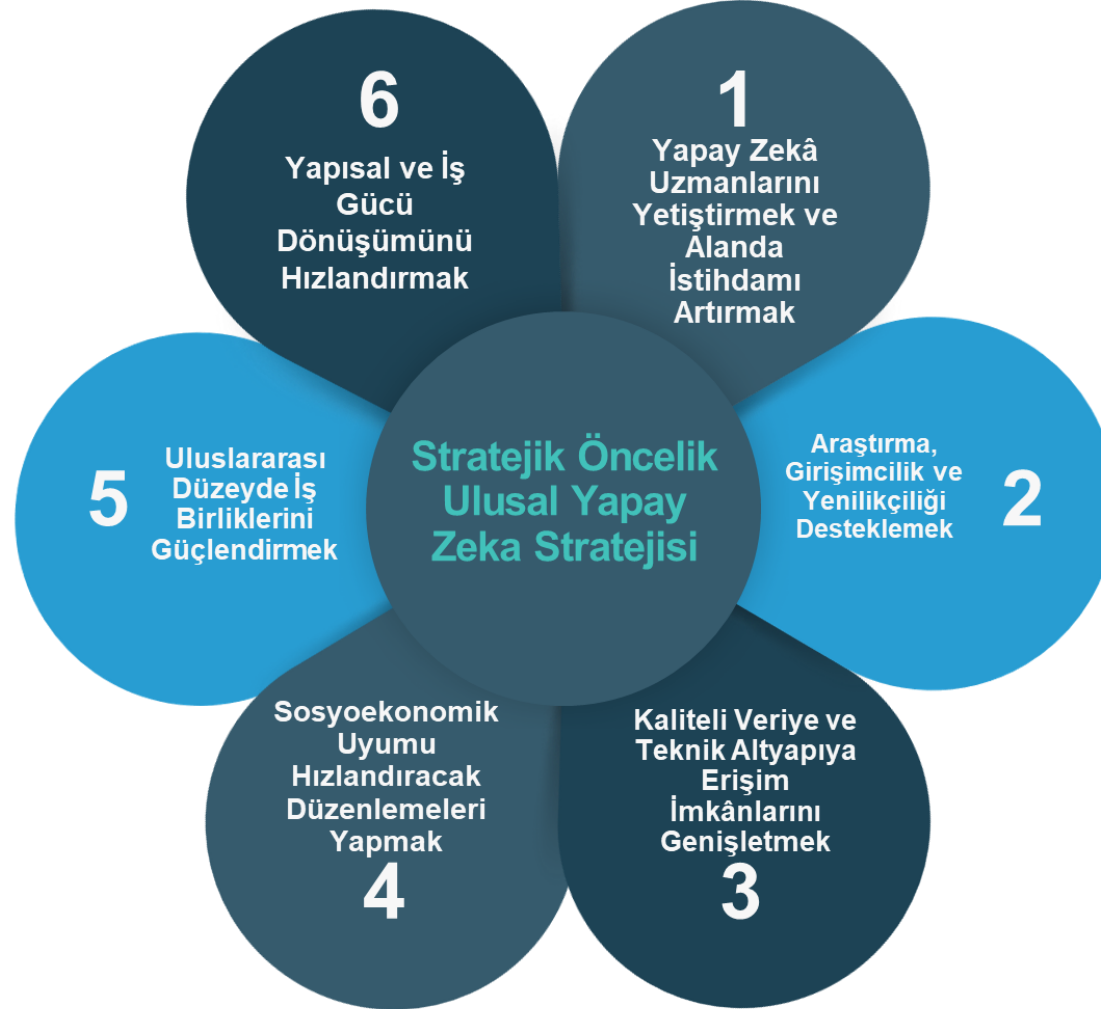 Stratejik Öncelik
Ulusal Yapay
Zeka Stratejisi
1
Yapay Zekâ
Uzmanlarını
Yetiştirmek ve
Alanda
İstihdamı
Artırmak
Araştırma,
Girişimcilik ve
Yenilikçiliği
Desteklemek
2
Kaliteli Veriye ve
Teknik Altyapıya
Erişim
İmkânlarını
Genişletmek
3
Sosyoekonomik
Uyumu
Hızlandıracak
Düzenlemeleri
Yapmak
4
5
Uluslararası
Düzeyde İş
Birliklerini
Güçlendirmek
6
Yapısal ve İş
Gücü
Dönüşümünü
Hızlandırmak